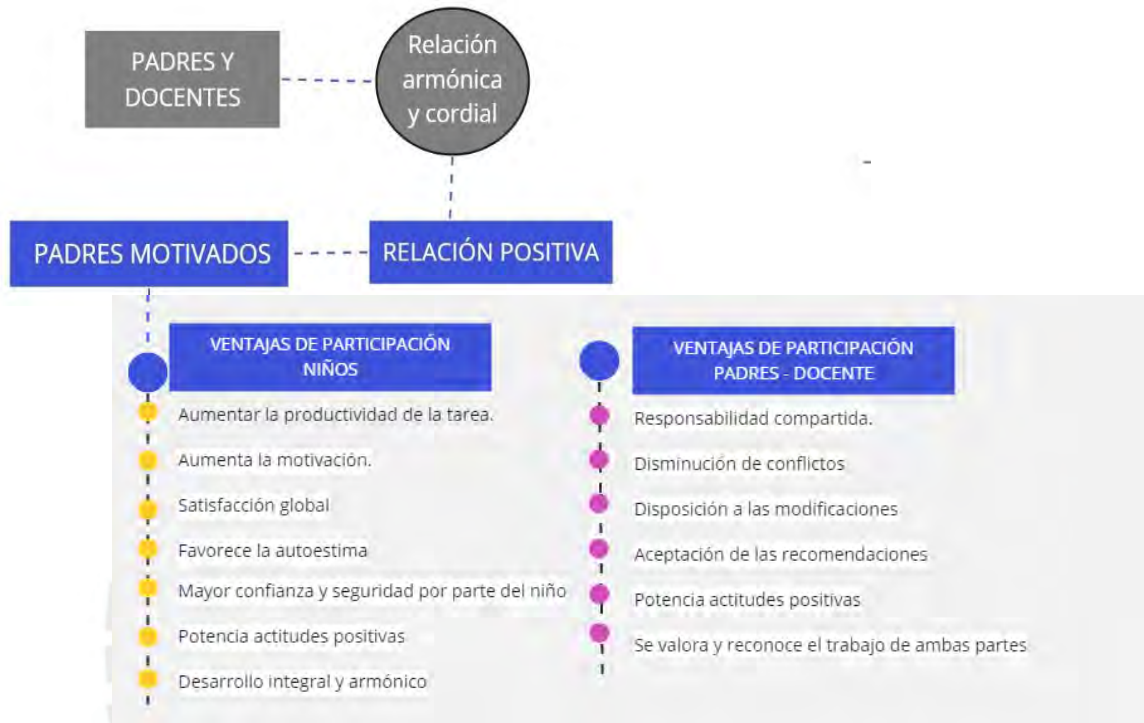 PADRES Y
DOCENTES
Relación
armónica
y cordial
PADRES MOTIVADOS
RELACIÓN POSITIVA
VENTAJAS DE PARTICIPACIÓN
NIÑOS
Aumentar la productividad de la tarea.
Aumenta la motivación.
Satisfacción global
Favorece la autoestima
Mayor confianza y seguridad por parte del niño
Potencia actitudes positivas
Desarrollo integral y armónico
VENTAJAS DE PARTICIPACIÓN
PADRES - DOCENTE
Responsabilidad compartida.
Disminución de conflictos
Disposición a las modificaciones
Aceptación de las recomendaciones
Potencia actitudes positivas
Se valora y reconoce el trabajo de ambas partes